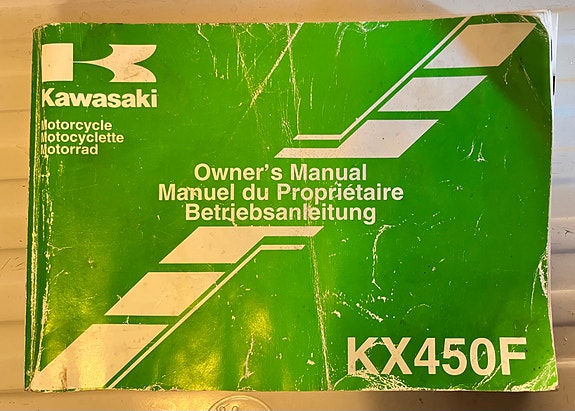 Kawasaki
Motorcycle
Motocyclette
Motorrad
Owner's Manual
Manuel du Propriétaire
Betriebsanleitung
KX450F